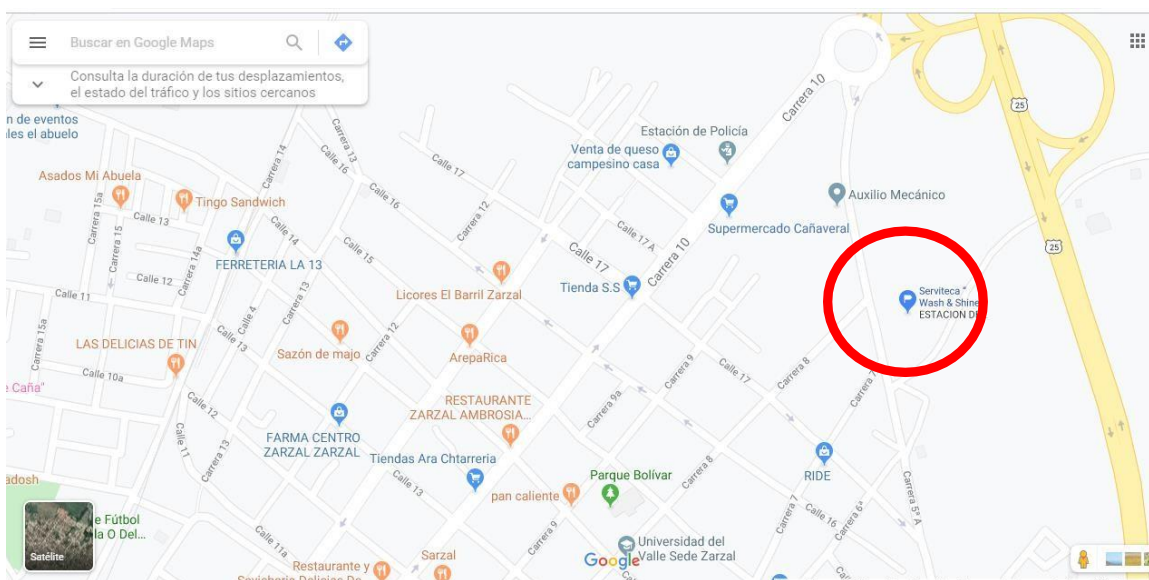 Buscar en Google Maps
Consulta la duración de tus desplazamientos,
el estado del tráfico y los sitios cercanos
n de eventos
les el abuelo
Asados Mi Abuela
Tingo Sandwich
Calle 13
Carrera 15a
Carrera 15
Carrera 14a
Carrera 14
Carrera 13
Calle 16
Calle 17
Calle 16
Carrera 12
Calle 14
Calle 15
FERRETERIA LA 13
Calle 12
Calle 11
Carrera 13
Calle 4
Calle 13
Carrera 15a
LAS DELICIAS DE TIN
Calle 10a
Caña"
Calle 12
Calle 11
Carrera 13
Estación de Policía
Venta de queso
campesino casa
Carrera 10
25
Auxilio Mecánico
Supermercado Cañaveral
Calle 17 A
Calle 17
Carrera 10
Tienda S.S
25
Serviteca "
Wash & Shine
ESTACION DE
Licores El Barril Zarzal
Sazón de majo
Carrera 12
ArepaRica
RESTAURANTE
ZARZAL AMBROSIA...
Carrera 9
Carrera 9a
Calle 17
Carrera 8
Carrera 7
FARMA CENTRO
ZARZAL ZARZAL
Tiendas Ara Chtarreria
Calle 13
pan caliente
Parque Bolívar
Carrera 8
RIDE
Carrera 7
Calle 16
Carrera 6ª
Carrera 5ª A
adosh
e Fútbol
la O Del...
Satélite
Calle 11a
Carrera 9
Universidad del
Valle Sede Zarzal
Google
Sarzal
Restaurante y